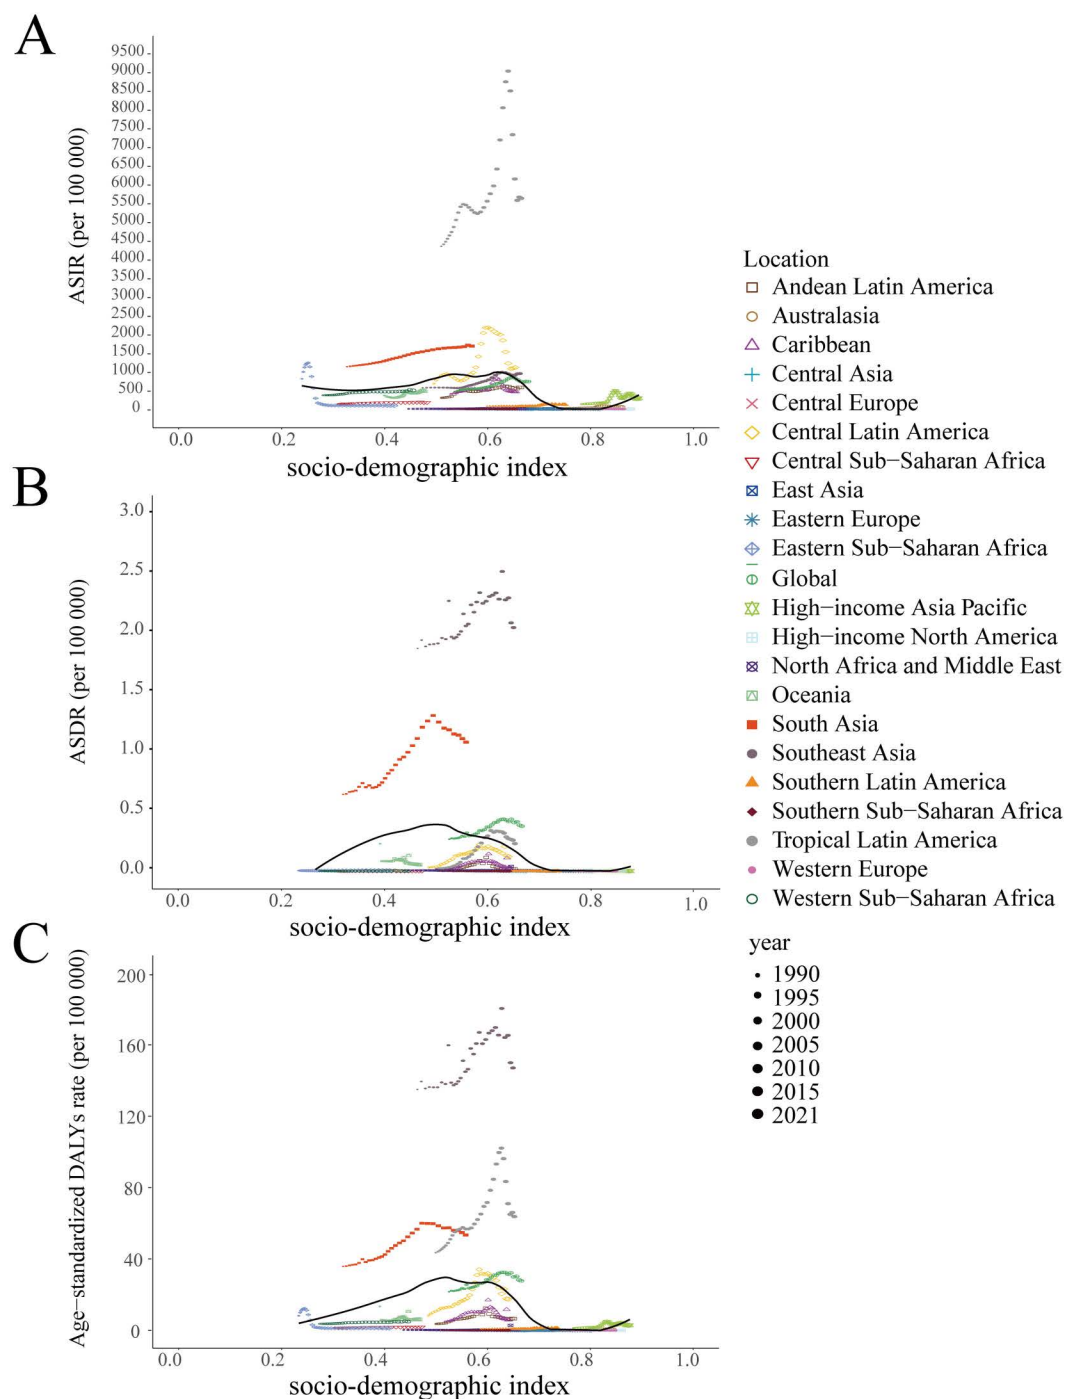 A
ASIR (per 100 000)
9500
9000
8500
8000
7500
7000
6500
6000
5500
5000
4500
4000
3500
3000
2500
2000
1500
1000
500
0
0.0 0.2 0.4 0.6 0.8 1.0
socio-demographic index
B
ASDR (per 100 000)
3.0
2.5
2.0
1.5
1.0
0.5
0.0
0.0 0.2 0.4 0.6 0.8 1.0
socio-demographic index
C
Age−standardized DALYs rate (per 100 000)
200
160
120
80
40
0
0.0 0.2 0.4 0.6 0.8 1.0
socio-demographic index
Location
Andean Latin America
Australasia
Caribbean
Central Asia
Central Europe
Central Latin America
Central Sub−Saharan Africa
East Asia
Eastern Europe
Eastern Sub−Saharan Africa
Global
High−income Asia Pacific
High−income North America
North Africa and Middle East
Oceania
South Asia
Southeast Asia
Southern Latin America
Southern Sub−Saharan Africa
Tropical Latin America
Western Europe
Western Sub−Saharan Africa
year
1990
1995
2000
2005
2010
2015
2021